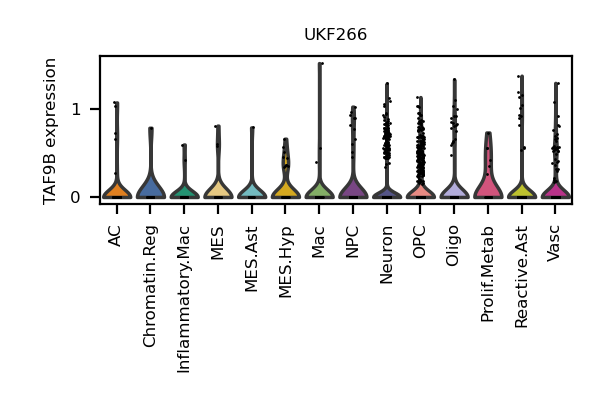 UKF266
TAF9B expression
1
0
AC
Chromatin.Reg
Inflammatory.Mac
MES
MES.Ast
MES.Hyp
Mac
NPC
Neuron
OPC
Oligo
Prolif.Metab
Reactive.Ast
Vasc